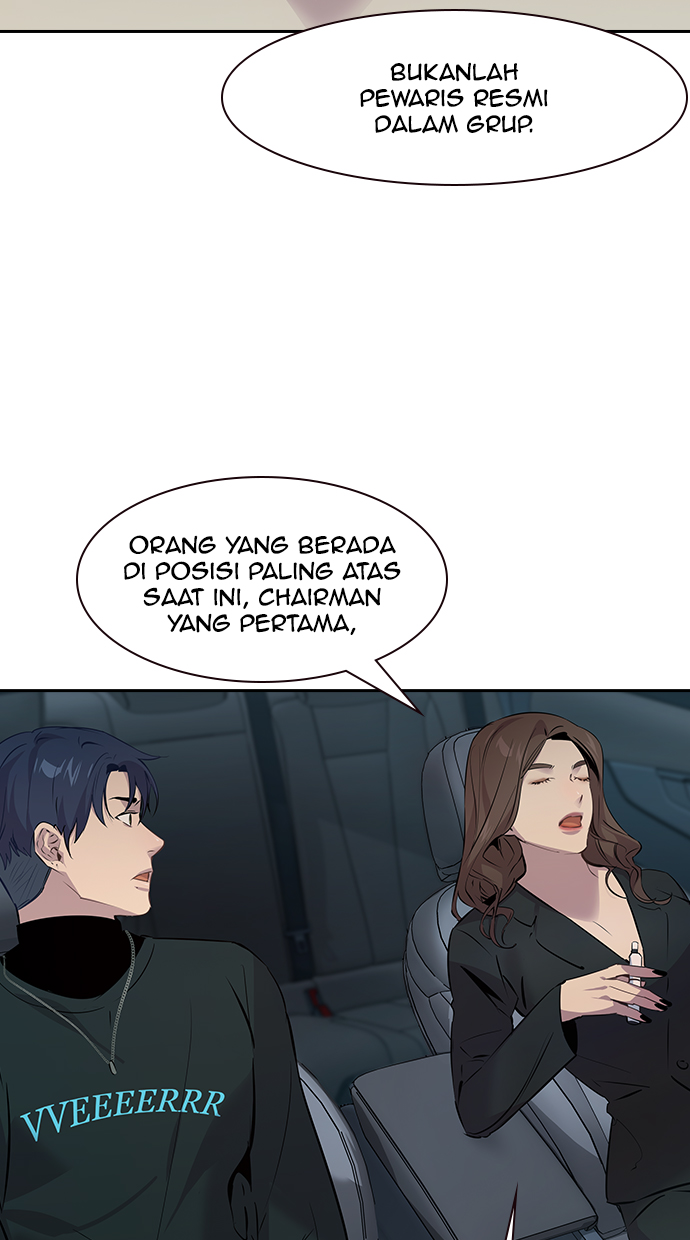 BUKANLAH
PEWARIS RESMI
DALAM GRUP.
ORANG YANG BERADA
DI POSISI PALING ATAS
SAAT INI, CHAIRMAN
YANG PERTAMA,
VVEEEERRR